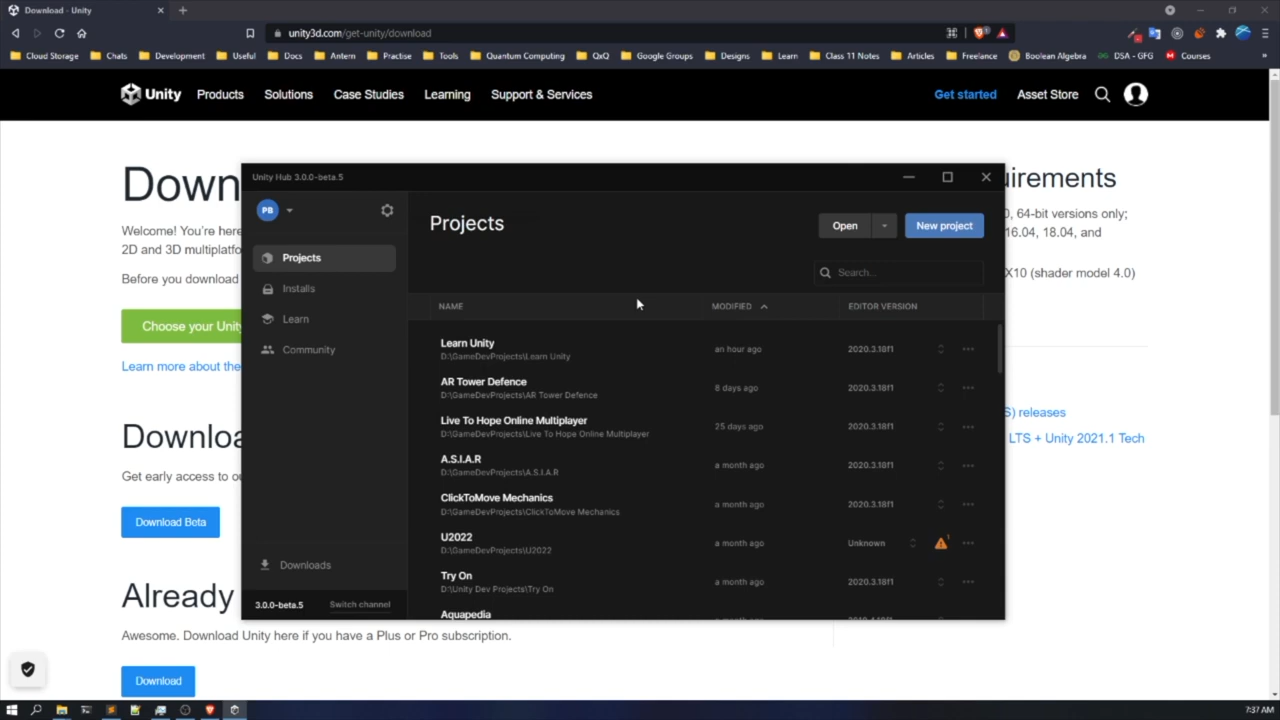 Download - Unity
unity3d.com/get-unity/download
Cloud Storage Chats Development Useful Docs Antern Practise Tools Quantum Computing QxQ Google Groups Designs Learn Class 11 Notes Articles Freelance Boolean Algebra DSA - GFG Courses
Unity Products Solutions Case Studies Learning Support & Services Get started Asset Store
Down
uirements
Welcome! You're here
2D and 3D multiplatfo
Before you download
0, 64-bit versions only;
16.04, 18.04, and
X10 (shader model 4.0)
Choose your Unit
Learn more about the
S) releases
LTS + Unity 2021.1 Tech
Downloa
Get early access to ou
Download Beta
Already
Awesome. Download Unity here if you have a Plus or Pro subscription.
Download
Unity Hub 3.0.0-beta.5
PB
Projects
Installs
Learn
Community
Downloads
3.0.0-beta.5 Switch channel
Projects
Open New project
Search...
NAME MODIFIED EDITOR VERSION
Learn Unity
D:\GameDevProjects\Learn Unity
an hour ago 2020.3.18f1
AR Tower Defence
D:\GameDevProjects\AR Tower Defence
8 days ago 2020.3.18f1
Live To Hope Online Multiplayer
D:\GameDevProjects\Live To Hope Online Multiplayer
25 days ago 2020.3.18f1
A.S.I.A.R
D:\GameDevProjects\A.S.I.A.R
a month ago 2020.3.18f1
ClickToMove Mechanics
D:\GameDevProjects\ClickToMove Mechanics
a month ago 2020.3.18f1
U2022
D:\GameDevProjects\U2022
a month ago Unknown 1
Try On
D:\Unity Dev Projects\Try On
a month ago 2020.3.18f1
Aquapedia
7:37 AM